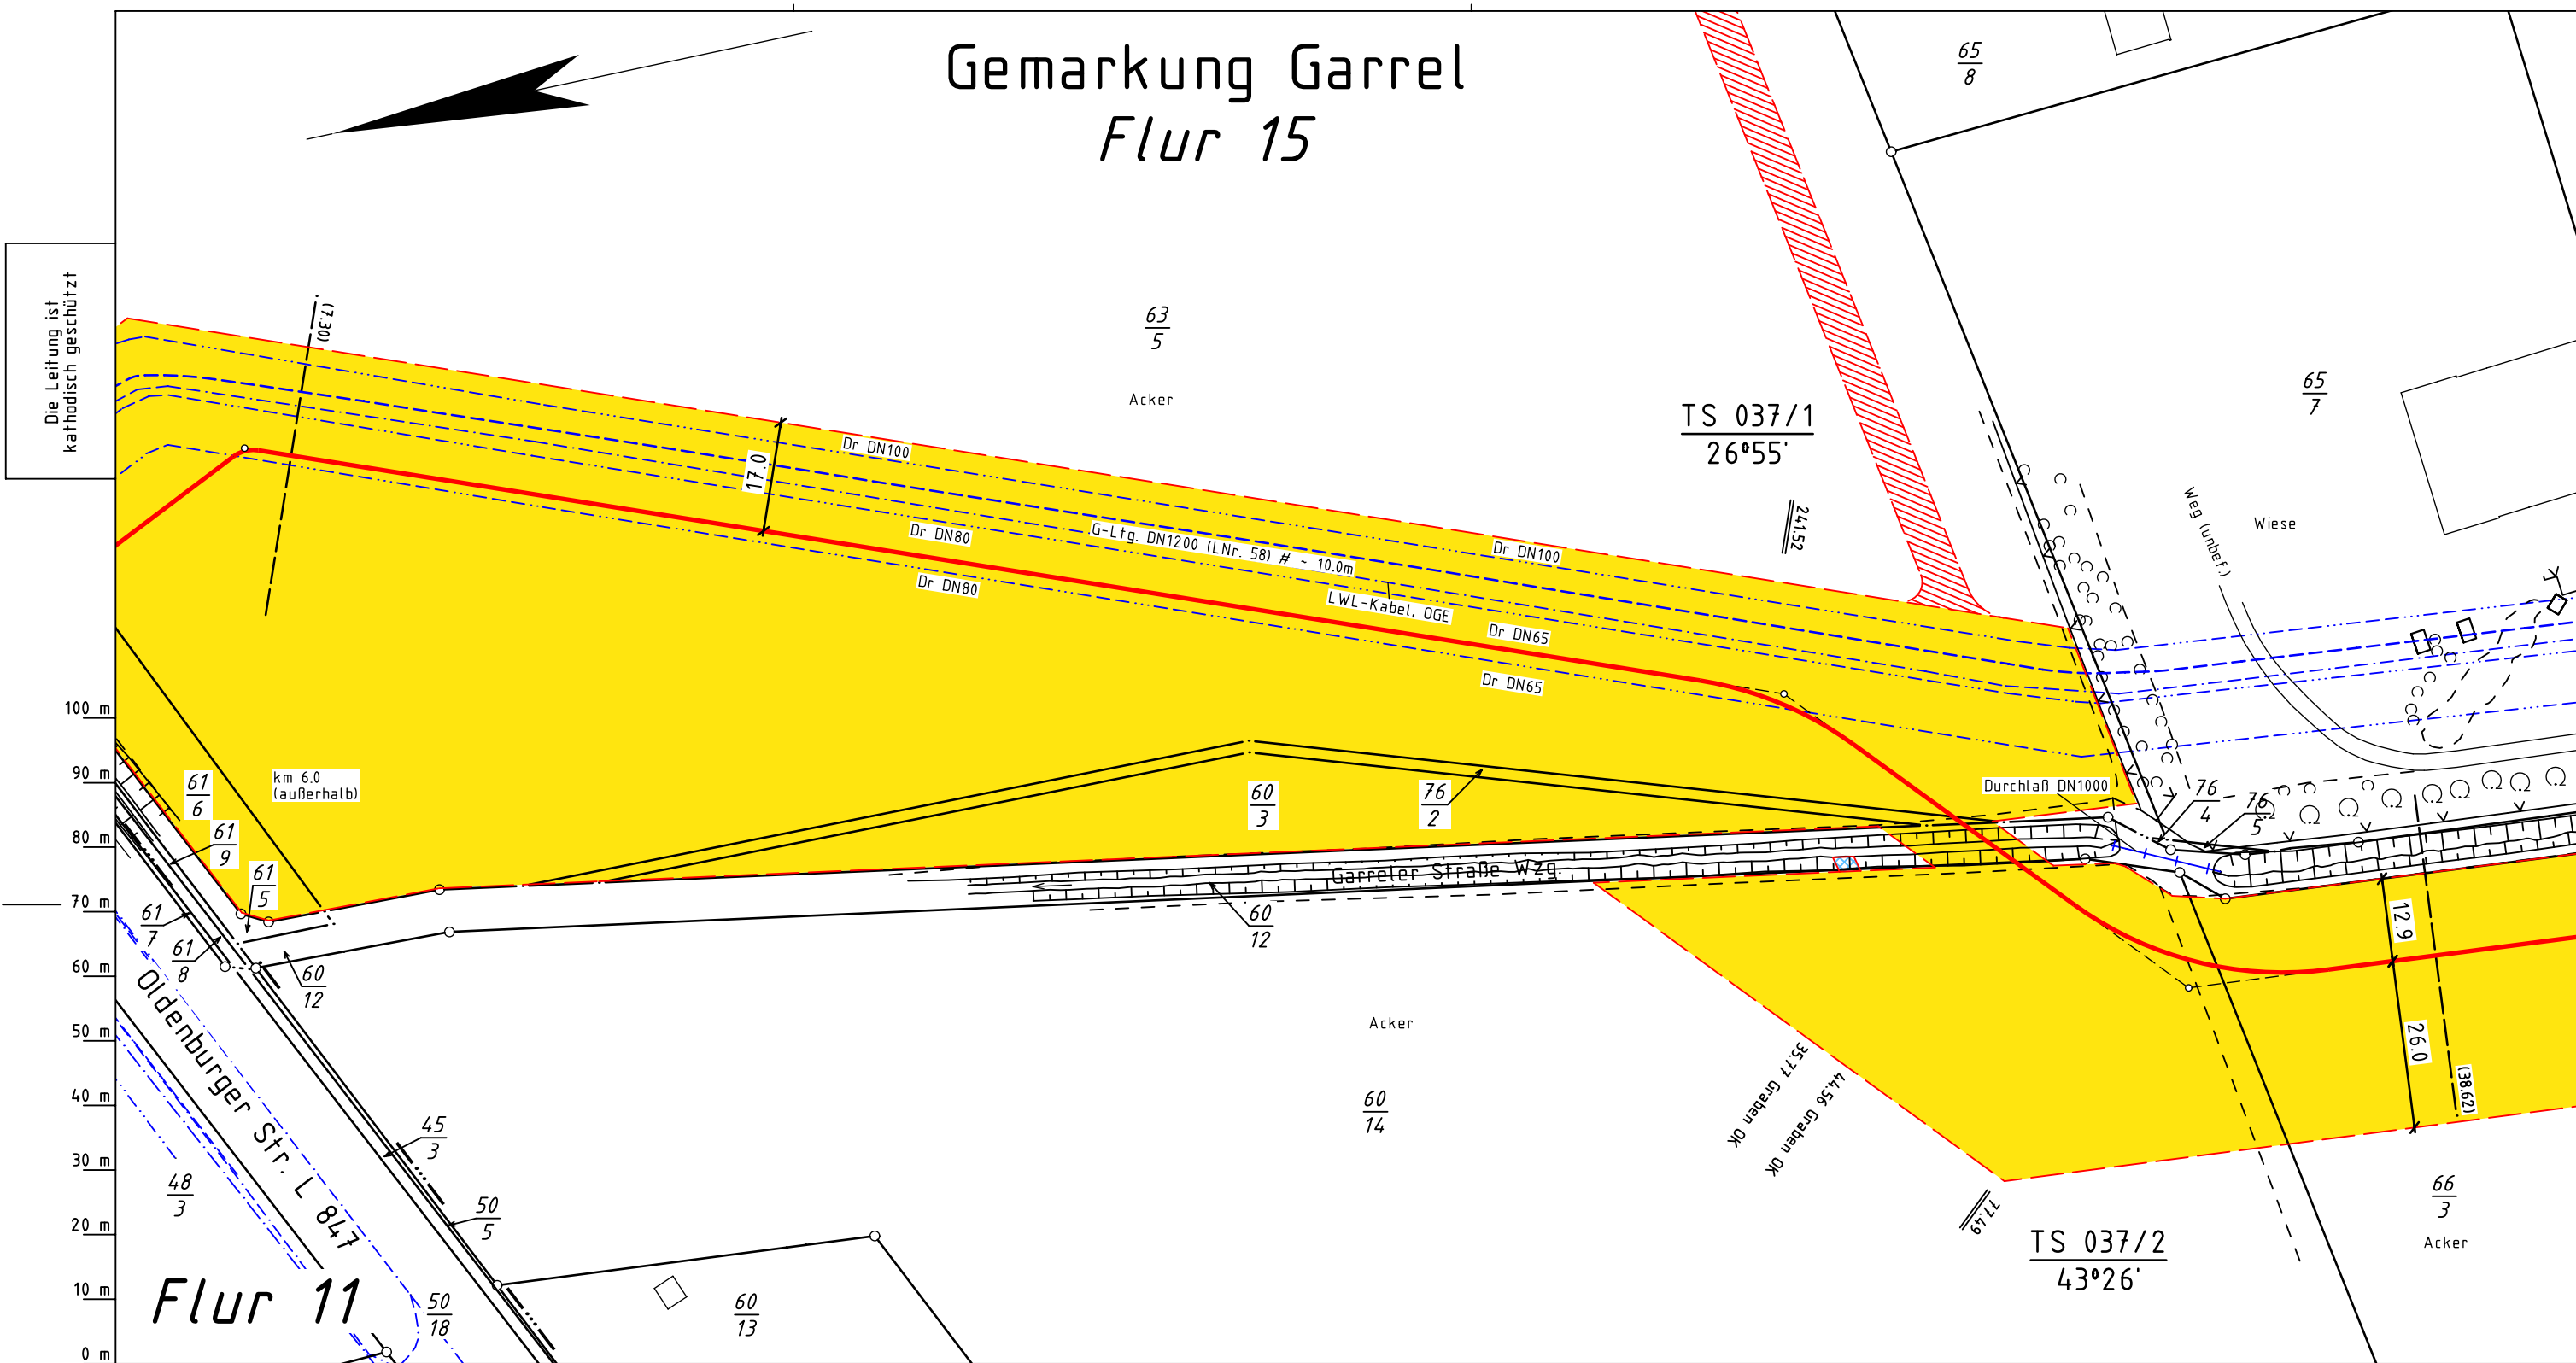 Gemarkung Garrel
Flur 15
65
8
Die Leitung ist
kathodisch geschützt
(7.30)
63
5
Acker
17.0
Dr DN100
Dr DN80
Dr DN80
G-Ltg. DN1200 (LNr. 58) # ~ 10.0m
LWL-Kabel, OGE
Dr DN100
Dr DN65
Dr DN65
TS 037/1
26°55'
241.52
65
7
Wiese
Weg (unbef.)
100 m
90 m
80 m
70 m
60 m
50 m
40 m
30 m
20 m
10 m
0 m
km 6.0
(außerhalb)
61
6
61
9
61
5
61
7
61
8
60
12
60
3
76
2
Durchlaß DN1000
76
4
76
5
Garreler Straße Wzg.
60
12
12.9
26.0
(38.62)
Acker
60
14
35.77 Graben OK
44.56 Graben OK
77.49
TS 037/2
43°26'
66
3
Acker
Oldenburger Str. L 847
45
3
50
5
48
3
Flur 11
50
18
60
13